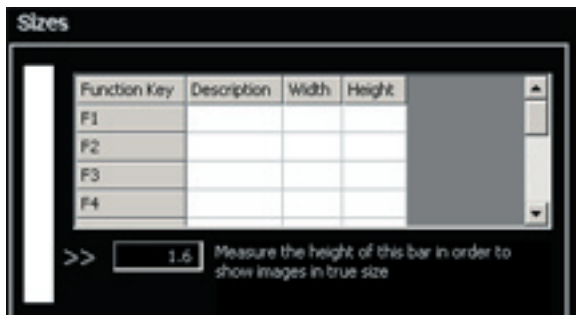 Sizes
Function Key Description Width Height
F1
F2
F3
F4
>> 1.6 Measure the height of this bar in order to
show images in true size